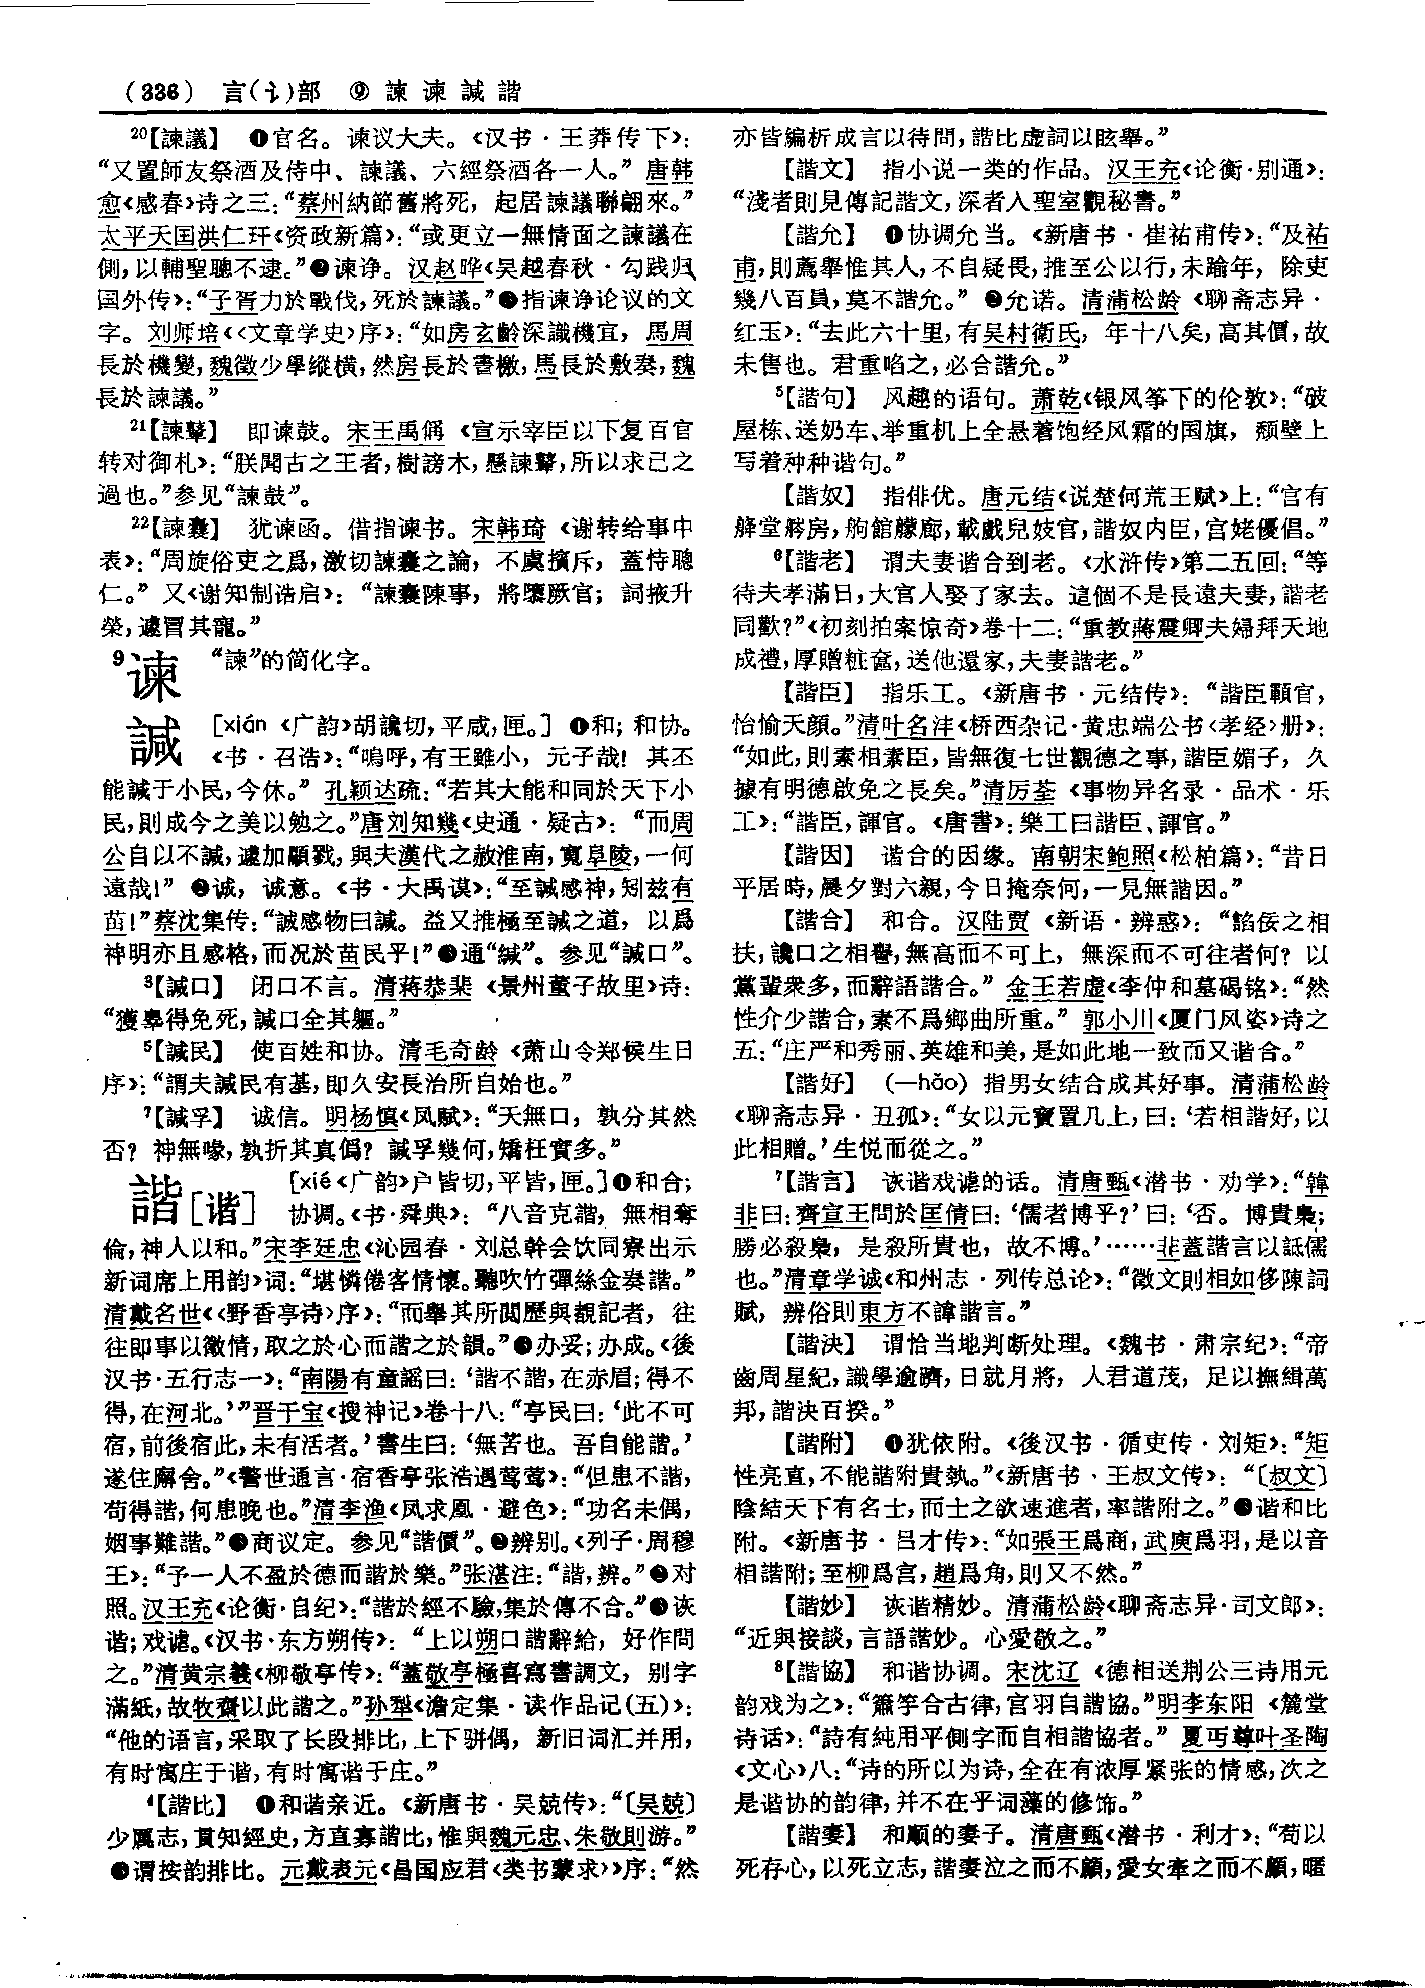 (336) 言(讠)部 ⑨ 諫 谏 諴 諧
20【諫議】 ❶官名。谏议大夫。《汉书·王莽传下》：
“又置師友祭酒及侍中、諫議、六經祭酒各一人。”唐韩
愈《感春》诗之三：“蔡州納節舊將死，起居諫議聯翩來。”
太平天国洪仁玕《资政新篇》：“或更立一無情面之諫議在
側，以輔聖聰不逮。”❷谏诤。汉赵晔《吴越春秋·勾践归
国外传》：“子胥力於戰伐，死於諫議。”❸指谏诤论议的文
字。刘师培《〈文章学史〉序》：“如房玄齡深識機宜，馬周
長於機變，魏徵少學縱横，然房長於書檄，馬長於敷奏，魏
長於諫議。”
21【諫鼙】 即谏鼓。宋王禹偁《宣示宰臣以下复百官
转对御札》：“朕聞古之王者，樹謗木，懸諫鼙，所以求己之
過也。”参见“諫鼓”。
22【諫囊】 犹谏函。借指谏书。宋韩琦《谢转给事中
表》：“周旋俗吏之爲，激切諫囊之論，不虞擯斥，蓋恃聰
仁。”又《谢知制诰启》：“諫囊陳事，將隳厥官；詞掖升
榮，遽冒其寵。”
9谏 “諫”的简化字。
諴 [xián《广韵》胡讒切，平咸，匣。]❶和；和协。
《书·召诰》：“嗚呼，有王雖小，元子哉！其丕
能諴于小民，今休。”孔颖达疏：“若其大能和同於天下小
民，則成今之美以勉之。”唐刘知幾《史通·疑古》：“而周
公自以不諴，遽加顯戮，與夫漢代之赦淮南，寬阜陵，一何
遠哉！”❷诚，诚意。《书·大禹谟》：“至諴感神，矧兹有
苗！”蔡沈集传：“誠感物曰諴。益又推極至誠之道，以爲
神明亦且感格，而况於苗民乎！”❸通“緘”。参见“諴口”。
3【諴口】 闭口不言。清蒋恭棐《景州董子故里》诗：
“獲辠得免死，諴口全其軀。”
5【諴民】 使百姓和协。清毛奇龄《萧山令郑侯生日
序》：“謂夫諴民有基，即久安長治所自始也。”
7【諴孚】 诚信。明杨慎《风赋》：“天無口，孰分其然
否？神無喙，孰折其真僞？諴孚幾何，矯枉實多。”
諧[谐] [xié《广韵》户皆切，平皆，匣。]❶和合；
协调。《书·舜典》：“八音克諧，無相奪
倫，神人以和。”宋李廷忠《沁园春·刘总幹会饮同寮出示
新词席上用韵》词：“堪憐倦客情懷。聽吹竹彈絲金奏諧。”
清戴名世《〈野香亭诗〉序》：“而舉其所閲歷與覩記者，往
往即事以徵情，取之於心而諧之於韻。”❷办妥；办成。《後
汉书·五行志一》：“南陽有童謡曰：‘諧不諧，在赤眉；得不
得，在河北。’”晋干宝《搜神记》卷十八：“亭民曰：‘此不可
宿，前後宿此，未有活者。’書生曰：‘無苦也。吾自能諧。’
遂住廨舍。”《警世通言·宿香亭张浩遇莺莺》：“但患不諧，
苟得諧，何患晚也。”清李渔《凤求凰·避色》：“功名未偶，
姻事難諧。”❸商议定。参见“諧價”。❹辨别。《列子·周穆
王》：“予一人不盈於德而諧於樂。”张湛注：“諧，辨。”❺对
照。汉王充《论衡·自纪》：“諧於經不驗，集於傳不合。”❻诙
谐；戏谑。《汉书·东方朔传》：“上以朔口諧辭給，好作問
之。”清黄宗羲《柳敬亭传》：“蓋敬亭極喜寫書調文，别字
滿紙，故牧齋以此諧之。”孙犁《澹定集·读作品记（五）》：
“他的语言，采取了长段排比，上下骈偶，新旧词汇并用，
有时寓庄于谐，有时寓谐于庄。”
4【諧比】 ❶和谐亲近。《新唐书·吴兢传》：“〔吴兢〕
少厲志，貫知經史，方直寡諧比，惟與魏元忠、朱敬則游。”
❷谓按韵排比。元戴表元《昌国应君〈类书蒙求〉序》：“然
亦皆編析成言以待問，諧比虚詞以眩舉。”
【諧文】 指小说一类的作品。汉王充《论衡·别通》：
“淺者則見傳記諧文，深者入聖室觀秘書。”
【諧允】 ❶协调允当。《新唐书·崔祐甫传》：“及祐
甫，則薦舉惟其人，不自疑畏，推至公以行，未踰年，除吏
幾八百員，莫不諧允。”❷允诺。清蒲松龄《聊斋志异·
红玉》：“去此六十里，有吴村衛氏，年十八矣，高其價，故
未售也。君重啗之，必合諧允。”
5【諧句】 风趣的语句。萧乾《银风筝下的伦敦》：“破
屋栋、送奶车、举重机上全悬着饱经风霜的国旗，颓壁上
写着种种谐句。”
【諧奴】 指俳优。唐元结《说楚何荒王赋》上：“宫有
舽堂艕房，舸館艨廊，載戲兒妓官，諧奴内臣，宫姥優倡。”
6【諧老】 谓夫妻谐合到老。《水浒传》第二五回：“等
待夫孝滿日，大官人娶了家去。這個不是長遠夫妻，諧老
同歡？”《初刻拍案惊奇》卷十二：“重教蔣震卿夫婦拜天地
成禮，厚贈粧奩，送他還家，夫妻諧老。”
【諧臣】 指乐工。《新唐书·元结传》：“諧臣顐官，
怡愉天顔。”清叶名沣《桥西杂记·黄忠端公书〈孝经〉册》：
“如此，則素相素臣，皆無復七世觀德之事，諧臣媚子，久
據有明德啟免之長矣。”清厉荃《事物异名录·品术·乐
工》：“諧臣，諢官。《唐書》：樂工曰諧臣、諢官。”
【諧因】 谐合的因缘。南朝宋鲍照《松柏篇》：“昔日
平居時，晨夕對六親，今日掩奈何，一見無諧因。”
【諧合】 和合。汉陆贾《新语·辨惑》：“諂佞之相
扶，讒口之相譽，無高而不可上，無深而不可往者何？以
黨輩衆多，而辭語諧合。”金王若虚《李仲和墓碣铭》：“然
性介少諧合，素不爲鄉曲所重。”郭小川《厦门风姿》诗之
五：“庄严和秀丽、英雄和美，是如此地一致而又谐合。”
【諧好】 （—hǎo）指男女结合成其好事。清蒲松龄
《聊斋志异·丑狐》：“女以元寶置几上，曰：‘若相諧好，以
此相贈。’生悦而從之。”
7【諧言】 诙谐戏谑的话。清唐甄《潜书·劝学》：“韓
非曰：齊宣王問於匡倩曰：‘儒者博乎？’曰：‘否。博貴梟；
勝必殺梟，是殺所貴也，故不博。’……非蓋諧言以詆儒
也。”清章学诚《和州志·列传总论》：“徵文則相如侈陳詞
賦，辨俗則東方不諱諧言。”
【諧決】 谓恰当地判断处理。《魏书·肃宗纪》：“帝
齒周星紀，識學逾躋，日就月將，人君道茂，足以撫緝萬
邦，諧決百揆。”
【諧附】 ❶犹依附。《後汉书·循吏传·刘矩》：“矩
性亮直，不能諧附貴埶。”《新唐书·王叔文传》：“〔叔文〕
陰結天下有名士，而士之欲速進者，率諧附之。”❷谐和比
附。《新唐书·吕才传》：“如張王爲商，武庾爲羽，是以音
相諧附；至柳爲宫，趙爲角，則又不然。”
【諧妙】 诙谐精妙。清蒲松龄《聊斋志异·司文郎》：
“近與接談，言語諧妙。心愛敬之。”
8【諧協】 和谐协调。宋沈辽《德相送荆公三诗用元
韵戏为之》：“簫竽合古律，宫羽自諧協。”明李东阳《麓堂
诗话》：“詩有純用平側字而自相諧協者。”夏丏尊叶圣陶
《文心》八：“诗的所以为诗，全在有浓厚紧张的情感，次之
是谐协的韵律，并不在乎词藻的修饰。”
【諧妻】 和顺的妻子。清唐甄《潜书·利才》：“苟以
死存心，以死立志，諧妻泣之而不顧，愛女牽之而不顧，暱